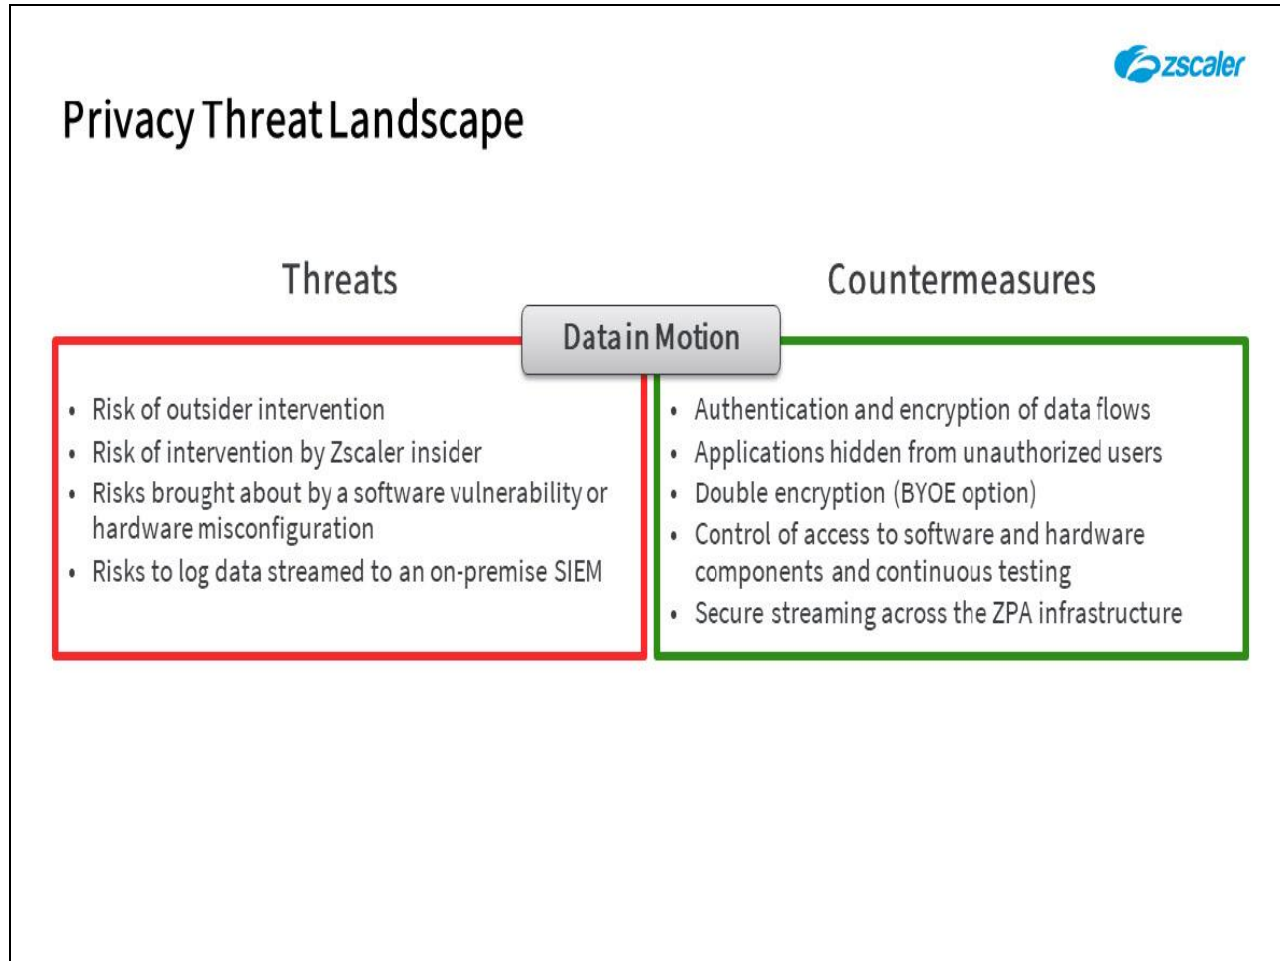 zscaler
Privacy Threat Landscape
Threats
Countermeasures
Data in Motion
• Risk of outsider intervention
• Risk of intervention by Zscaler insider
• Risks brought about by a software vulnerability or
hardware misconfiguration
• Risks to log data streamed to an on-premise SIEM
• Authentication and encryption of data flows
• Applications hidden from unauthorized users
• Double encryption (BYOE option)
• Control of access to software and hardware
components and continuous testing
• Secure streaming across the ZPA infrastructure